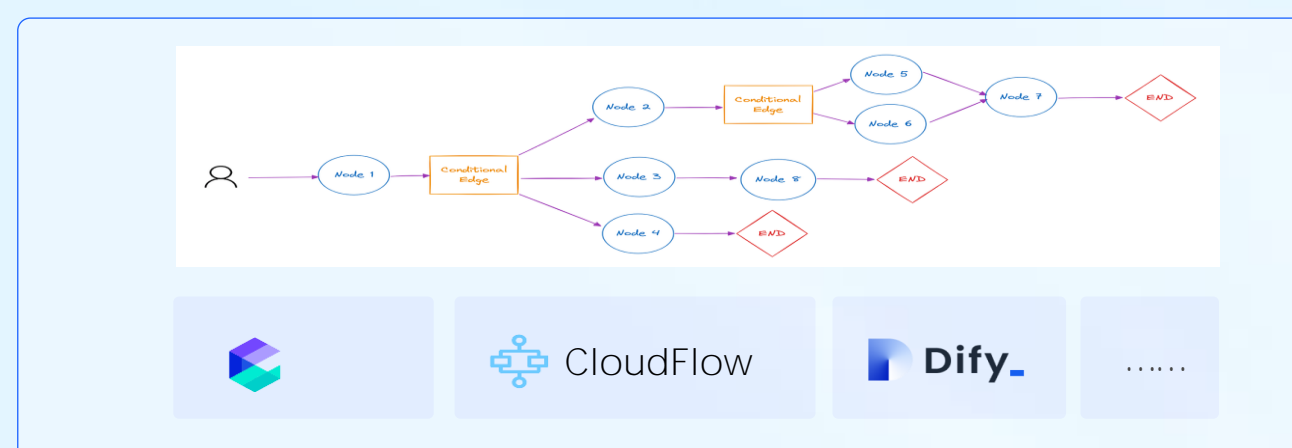 Node 5
Node 2
Conditional
Edge
Node 7
END
Node 6
Node 1
Conditional
Edge
Node 3
Node 8
END
Node 4
END
CloudFlow
Dify_
......